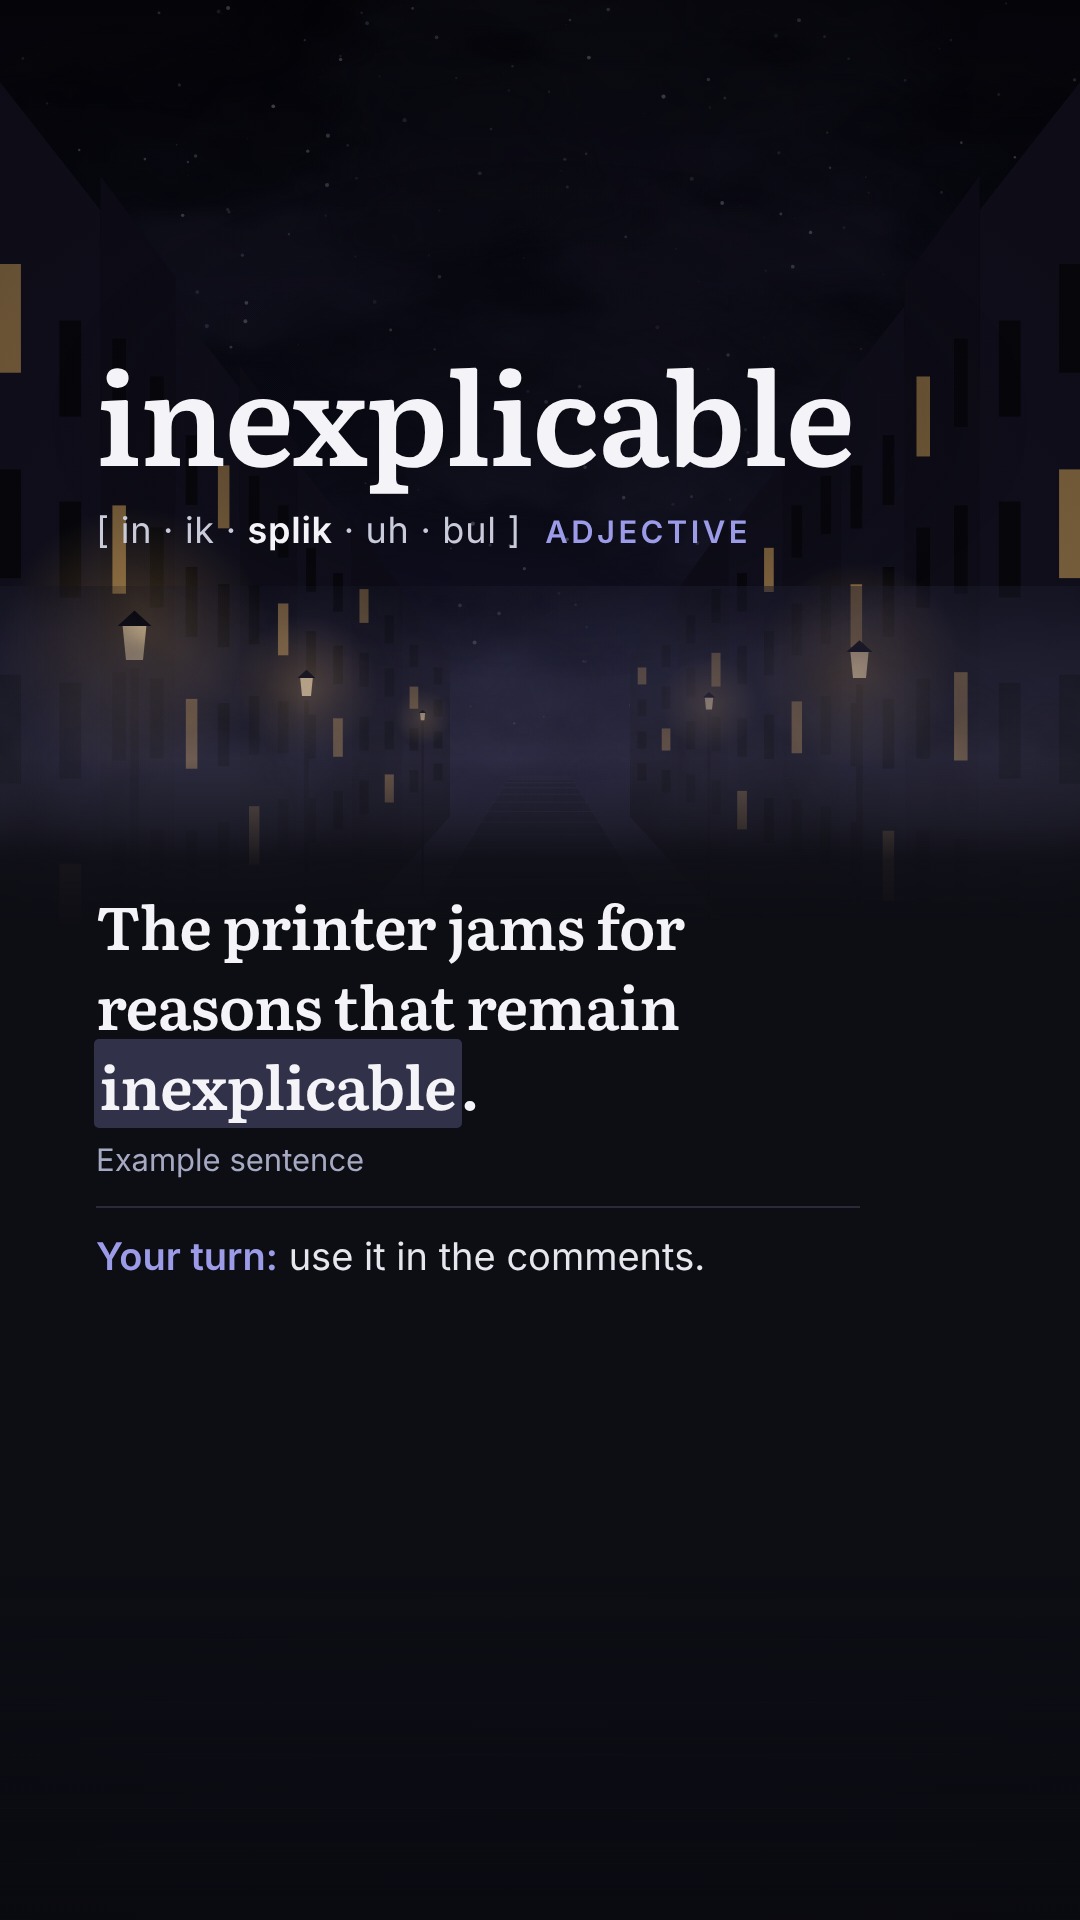 inexplicable
[ in · ik · splik · uh · bul ] ADJECTIVE
The printer jams for
reasons that remain
inexplicable.
Example sentence
Your turn: use it in the comments.